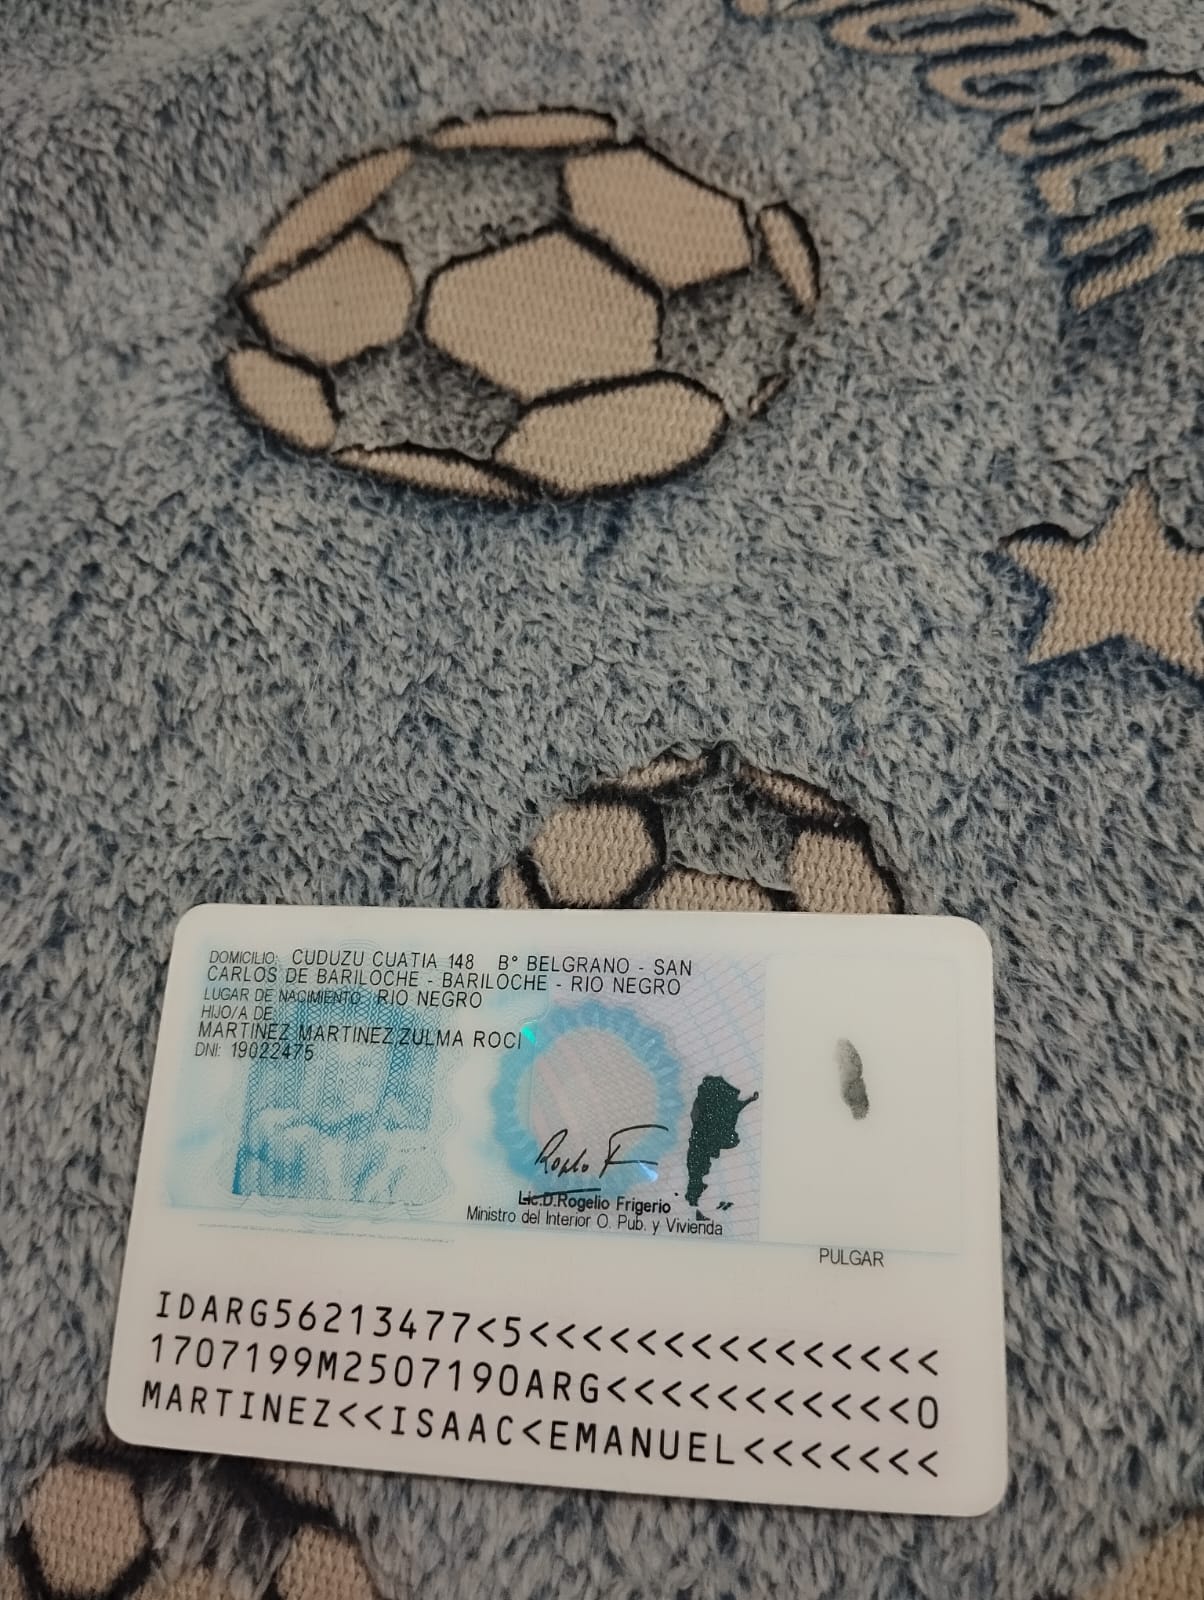 SOCCER
DOMICILIO: CUDUZU CUATIA 148 B° BELGRANO - SAN
CARLOS DE BARILOCHE - BARILOCHE - RIO NEGRO
LUGAR DE NACIMIENTO: RIO NEGRO
HIJO/A DE:
MARTINEZ MARTINEZ,ZULMA ROCI
DNI: 19022475
Lic.D.Rogelio Frigerio
Ministro del Interior O. Pub. y Vivienda
PULGAR
IDARG56213477<5<<<<<<<<<<<<<<<
1707199M2507190ARG<<<<<<<<<<<0
MARTINEZ<<ISAAC<EMANUEL<<<<<<<